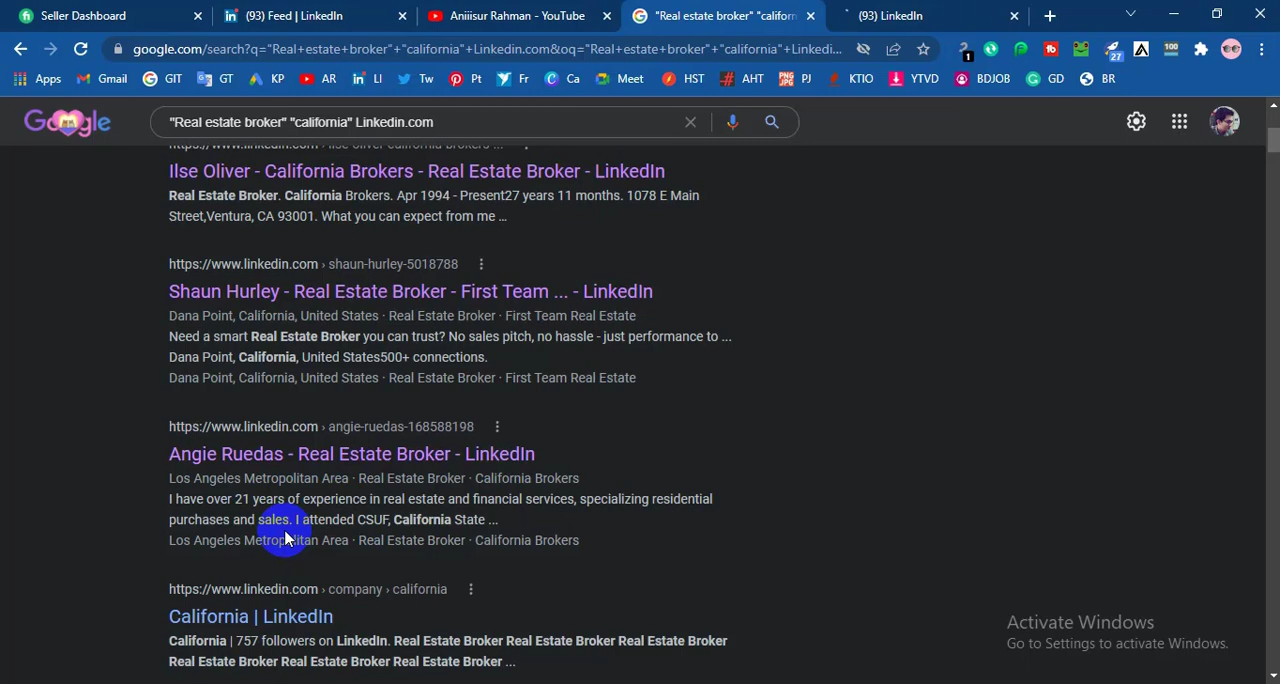 Seller Dashboard
(93) Feed | LinkedIn
Aniiisur Rahman - YouTube
"Real estate broker" "californ
(93) LinkedIn
google.com/search?q="Real+estate+broker"+"california"+Linkedin.com&oq="Real+estate+broker"+"california"+Linkedi...
1
27
100
Apps
Gmail
GIT
GT
KP
AR
LI
Tw
Pt
Fr
Ca
Meet
HST
AHT
PJ
KTIO
YTVD
BDJOB
GD
BR
Google
"Real estate broker" "california" Linkedin.com
Ilse Oliver - California Brokers - Real Estate Broker - LinkedIn
Real Estate Broker. California Brokers. Apr 1994 - Present27 years 11 months. 1078 E Main
Street,Ventura, CA 93001. What you can expect from me ...
https://www.linkedin.com › shaun-hurley-5018788
Shaun Hurley - Real Estate Broker - First Team ... - LinkedIn
Dana Point, California, United States · Real Estate Broker · First Team Real Estate
Need a smart Real Estate Broker you can trust? No sales pitch, no hassle - just performance to ...
Dana Point, California, United States500+ connections.
Dana Point, California, United States · Real Estate Broker · First Team Real Estate
https://www.linkedin.com › angie-ruedas-168588198
Angie Ruedas - Real Estate Broker - LinkedIn
Los Angeles Metropolitan Area · Real Estate Broker · California Brokers
I have over 21 years of experience in real estate and financial services, specializing residential
purchases and sales. I attended CSUF, California State ...
Los Angeles Metropolitan Area · Real Estate Broker · California Brokers
https://www.linkedin.com › company › california
California | LinkedIn
California | 757 followers on LinkedIn. Real Estate Broker Real Estate Broker Real Estate Broker
Real Estate Broker Real Estate Broker Real Estate Broker ...
Activate Windows
Go to Settings to activate Windows.